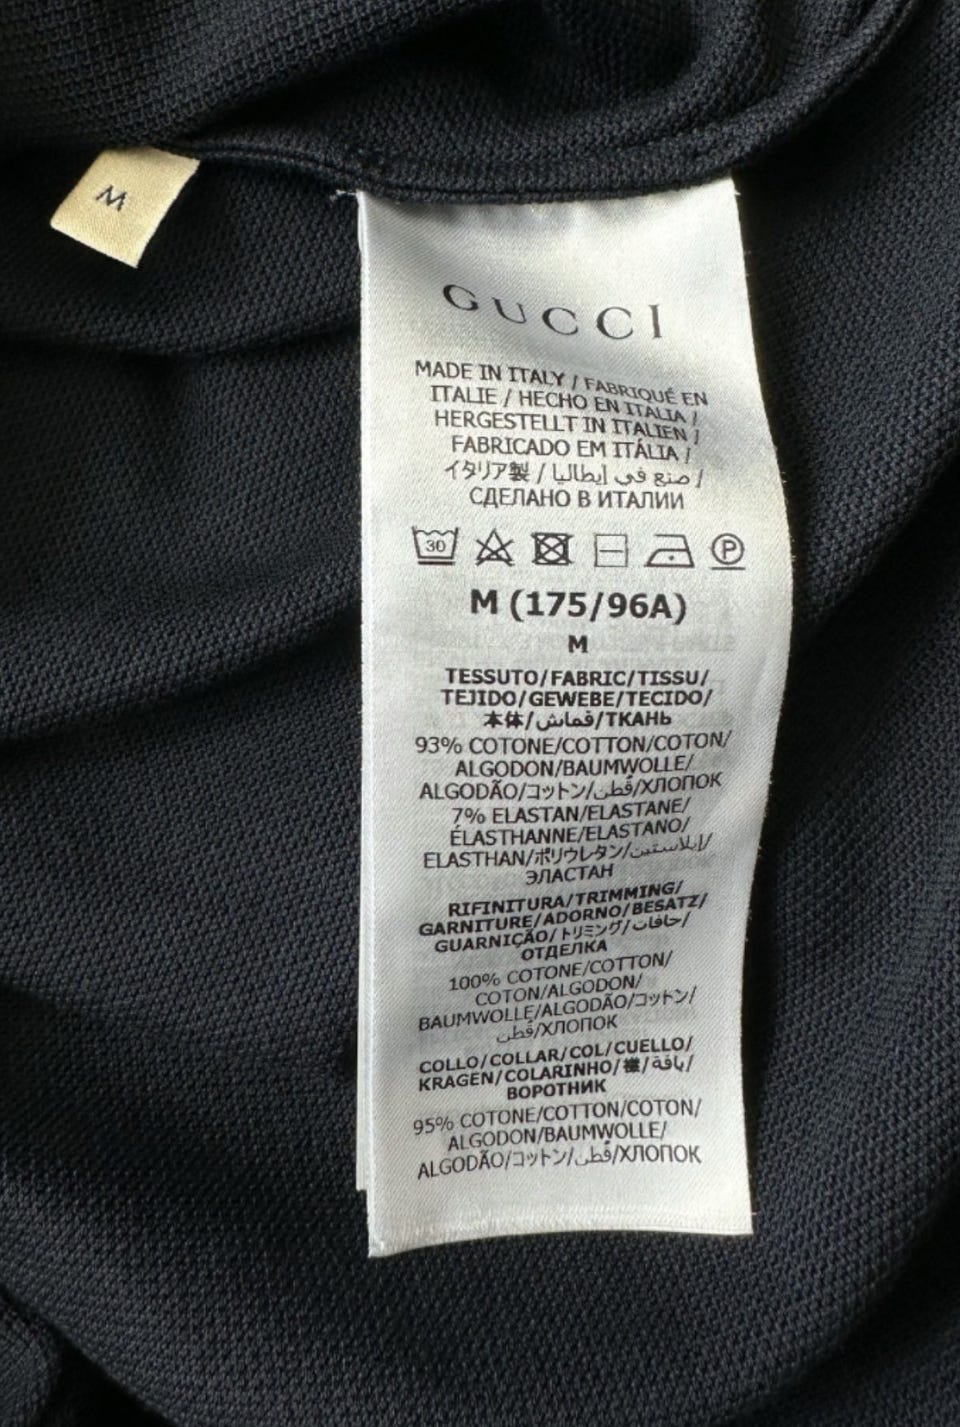 M
GUCCI
MADE IN ITALY / FABRIQUÉ EN
ITALIE / HECHO EN ITALIA /
HERGESTELLT IN ITALIEN /
FABRICADO EM ITÁLIA /
イタリア製 / صنع في إيطاليا /
СДЕЛАНО В ИТАЛИИ
30
P
M (175/96A)
M
TESSUTO/FABRIC/TISSU/
TEJIDO/GEWEBE/TECIDO/
本体/قماش/ТКАНЬ
93% COTONE/COTTON/COTON/
ALGODON/BAUMWOLLE/
ALGODÃO/コットン/قطن/ХЛОПОК
7% ELASTAN/ELASTANE/
ÉLASTHANNE/ELASTANO/
ELASTHAN/ポリウレタン/إيلاستين/
ЭЛАСТАН
RIFINITURA/TRIMMING/
GARNITURE/ADORNO/BESATZ/
GUARNIÇÃO/トリミング/حافات/
ОТДЕЛКА
100% COTONE/COTTON/
COTON/ALGODON/
BAUMWOLLE/ALGODÃO/コットン/
قطن/ХЛОПОК
COLLO/COLLAR/COL/CUELLO/
KRAGEN/COLARINHO/襟/ياقة/
ВОРОТНИК
95% COTONE/COTTON/COTON/
ALGODON/BAUMWOLLE/
ALGODÃO/コットン/قطن/ХЛОПОК